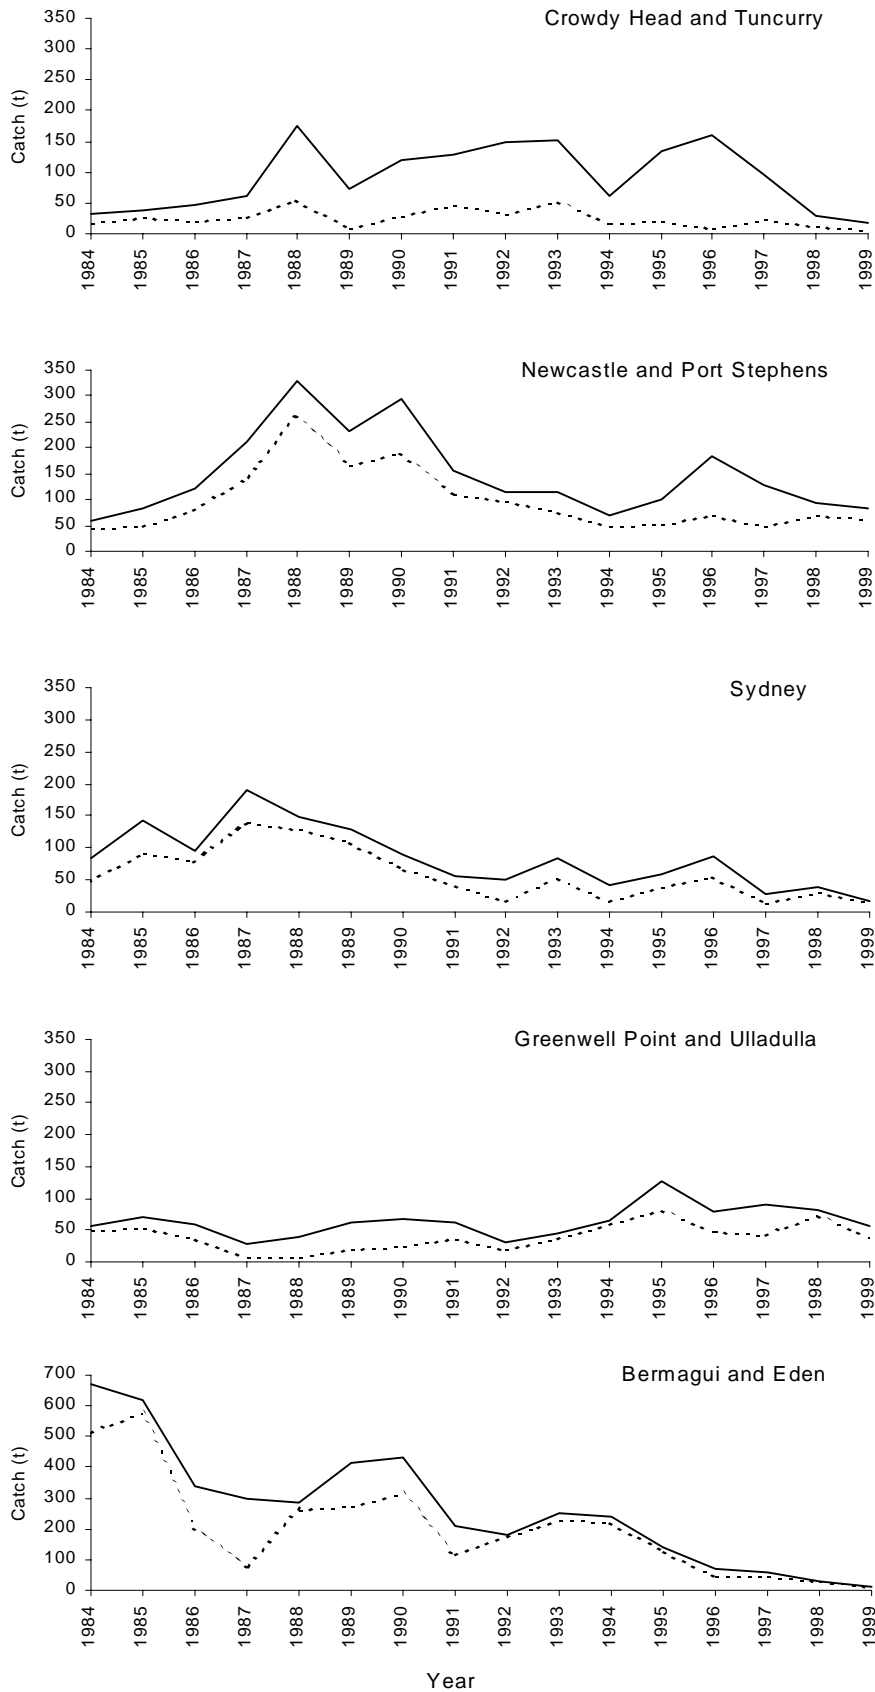 Crowdy Head and Tuncurry
350
300
250
200
150
100
50
0
Catch (t)
1984 1985 1986 1987 1988 1989 1990 1991 1992 1993 1994 1995 1996 1997 1998 1999
Newcastle and Port Stephens
350
300
250
200
150
100
50
0
Catch (t)
1984 1985 1986 1987 1988 1989 1990 1991 1992 1993 1994 1995 1996 1997 1998 1999
Sydney
350
300
250
200
150
100
50
0
Catch (t)
1984 1985 1986 1987 1988 1989 1990 1991 1992 1993 1994 1995 1996 1997 1998 1999
Greenwell Point and Ulladulla
350
300
250
200
150
100
50
0
Catch (t)
1984 1985 1986 1987 1988 1989 1990 1991 1992 1993 1994 1995 1996 1997 1998 1999
Bermagui and Eden
700
600
500
400
300
200
100
0
Catch (t)
1984 1985 1986 1987 1988 1989 1990 1991 1992 1993 1994 1995 1996 1997 1998 1999
Year